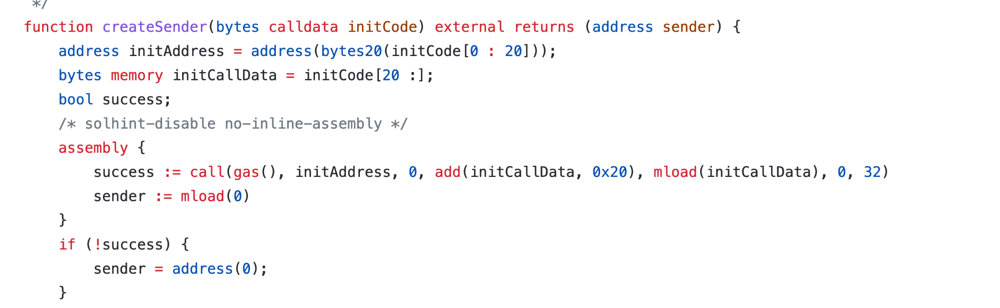 */
function createSender(bytes calldata initCode) external returns (address sender) {
address initAddress = address(bytes20(initCode[0 : 20]));
bytes memory initCallData = initCode[20 :];
bool success;
/* solhint-disable no-inline-assembly */
assembly {
success := call(gas(), initAddress, 0, add(initCallData, 0x20), mload(initCallData), 0, 32)
sender := mload(0)
}
if (!success) {
sender = address(0);
}